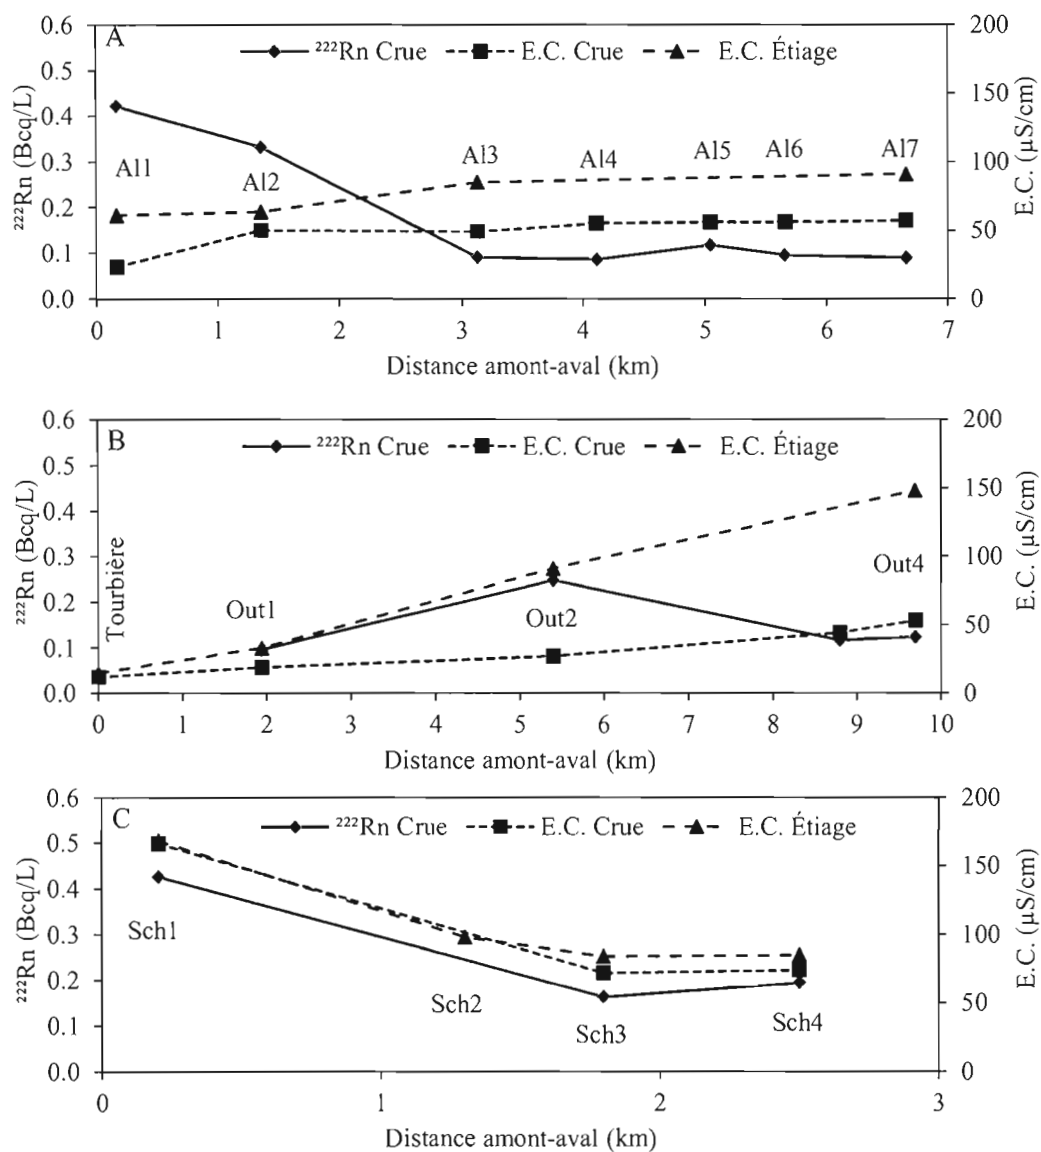 A
²²²Rn Crue E.C. Crue E.C. Étiage
0.6
0.5
0.4
0.3
0.2
0.1
0.0
²²²Rn (Bcq/L)
200
150
100
50
0
E.C. (µS/cm)
Al1 Al2 Al3 Al4 Al5 Al6 Al7
0 1 2 3 4 5 6 7
Distance amont-aval (km)
B
²²²Rn Crue E.C. Crue E.C. Étiage
0.6
0.5
0.4
0.3
0.2
0.1
0.0
²²²Rn (Bcq/L)
200
150
100
50
0
E.C. (µS/cm)
Tourbière Out1 Out2 Out4
0 1 2 3 4 5 6 7 8 9 10
Distance amont-aval (km)
C
²²²Rn Crue E.C. Crue E.C. Étiage
0.6
0.5
0.4
0.3
0.2
0.1
0.0
²²²Rn (Bcq/L)
200
150
100
50
0
E.C. (µS/cm)
Sch1 Sch2 Sch3 Sch4
0 1 2 3
Distance amont-aval (km)